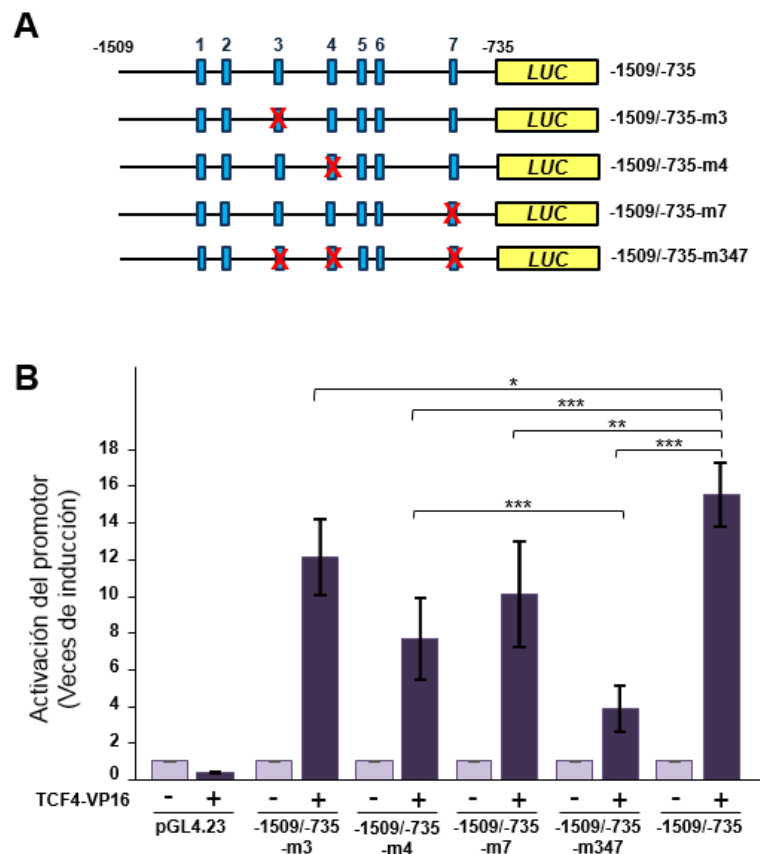 A
-1509 1 2 3 4 5 6 7 -735
LUC -1509/-735
LUC -1509/-735-m3
LUC -1509/-735-m4
LUC -1509/-735-m7
LUC -1509/-735-m347
B
Activación del promotor
(Veces de inducción)
*
***
**
***
***
18
16
14
12
10
8
6
4
2
0
TCF4-VP16 - + - + - + - + - + - +
pGL4.23 -1509/-735 -1509/-735 -1509/-735 -1509/-735 -1509/-735
-m3 -m4 -m7 -m347